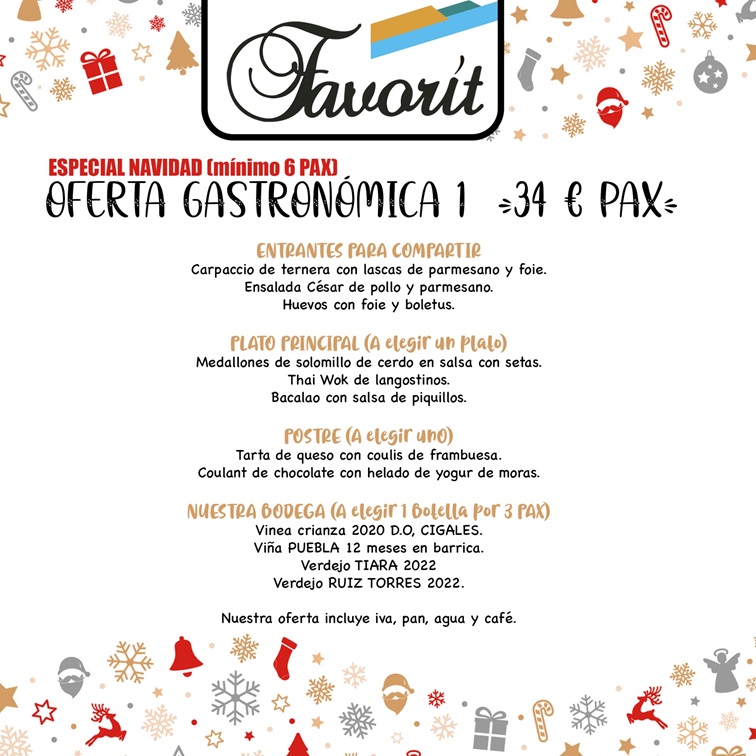 Favorit
ESPECIAL NAVIDAD (mínimo 6 PAX)
OFERTA GASTRONÓMICA 1 34 € PAX
ENTRANTES PARA COMPARTIR
Carpaccio de ternera con lascas de parmesano y foie.
Ensalada César de pollo y parmesano.
Huevos con foie y boletus.
PLATO PRINCIPAL (A elegir un plato)
Medallones de solomillo de cerdo en salsa con setas.
Thai Wok de langostinos.
Bacalao con salsa de piquillos.
POSTRE (A elegir uno)
Tarta de queso con coulis de frambuesa.
Coulant de chocolate con helado de yogur de moras.
NUESTRA BODEGA (A elegir 1 Botella por 3 PAX)
Vinea crianza 2020 D.O, CIGALES.
Viña PUEBLA 12 meses en barrica.
Verdejo TIARA 2022
Verdejo RUIZ TORRES 2022.
Nuestra oferta incluye iva, pan, agua y café.